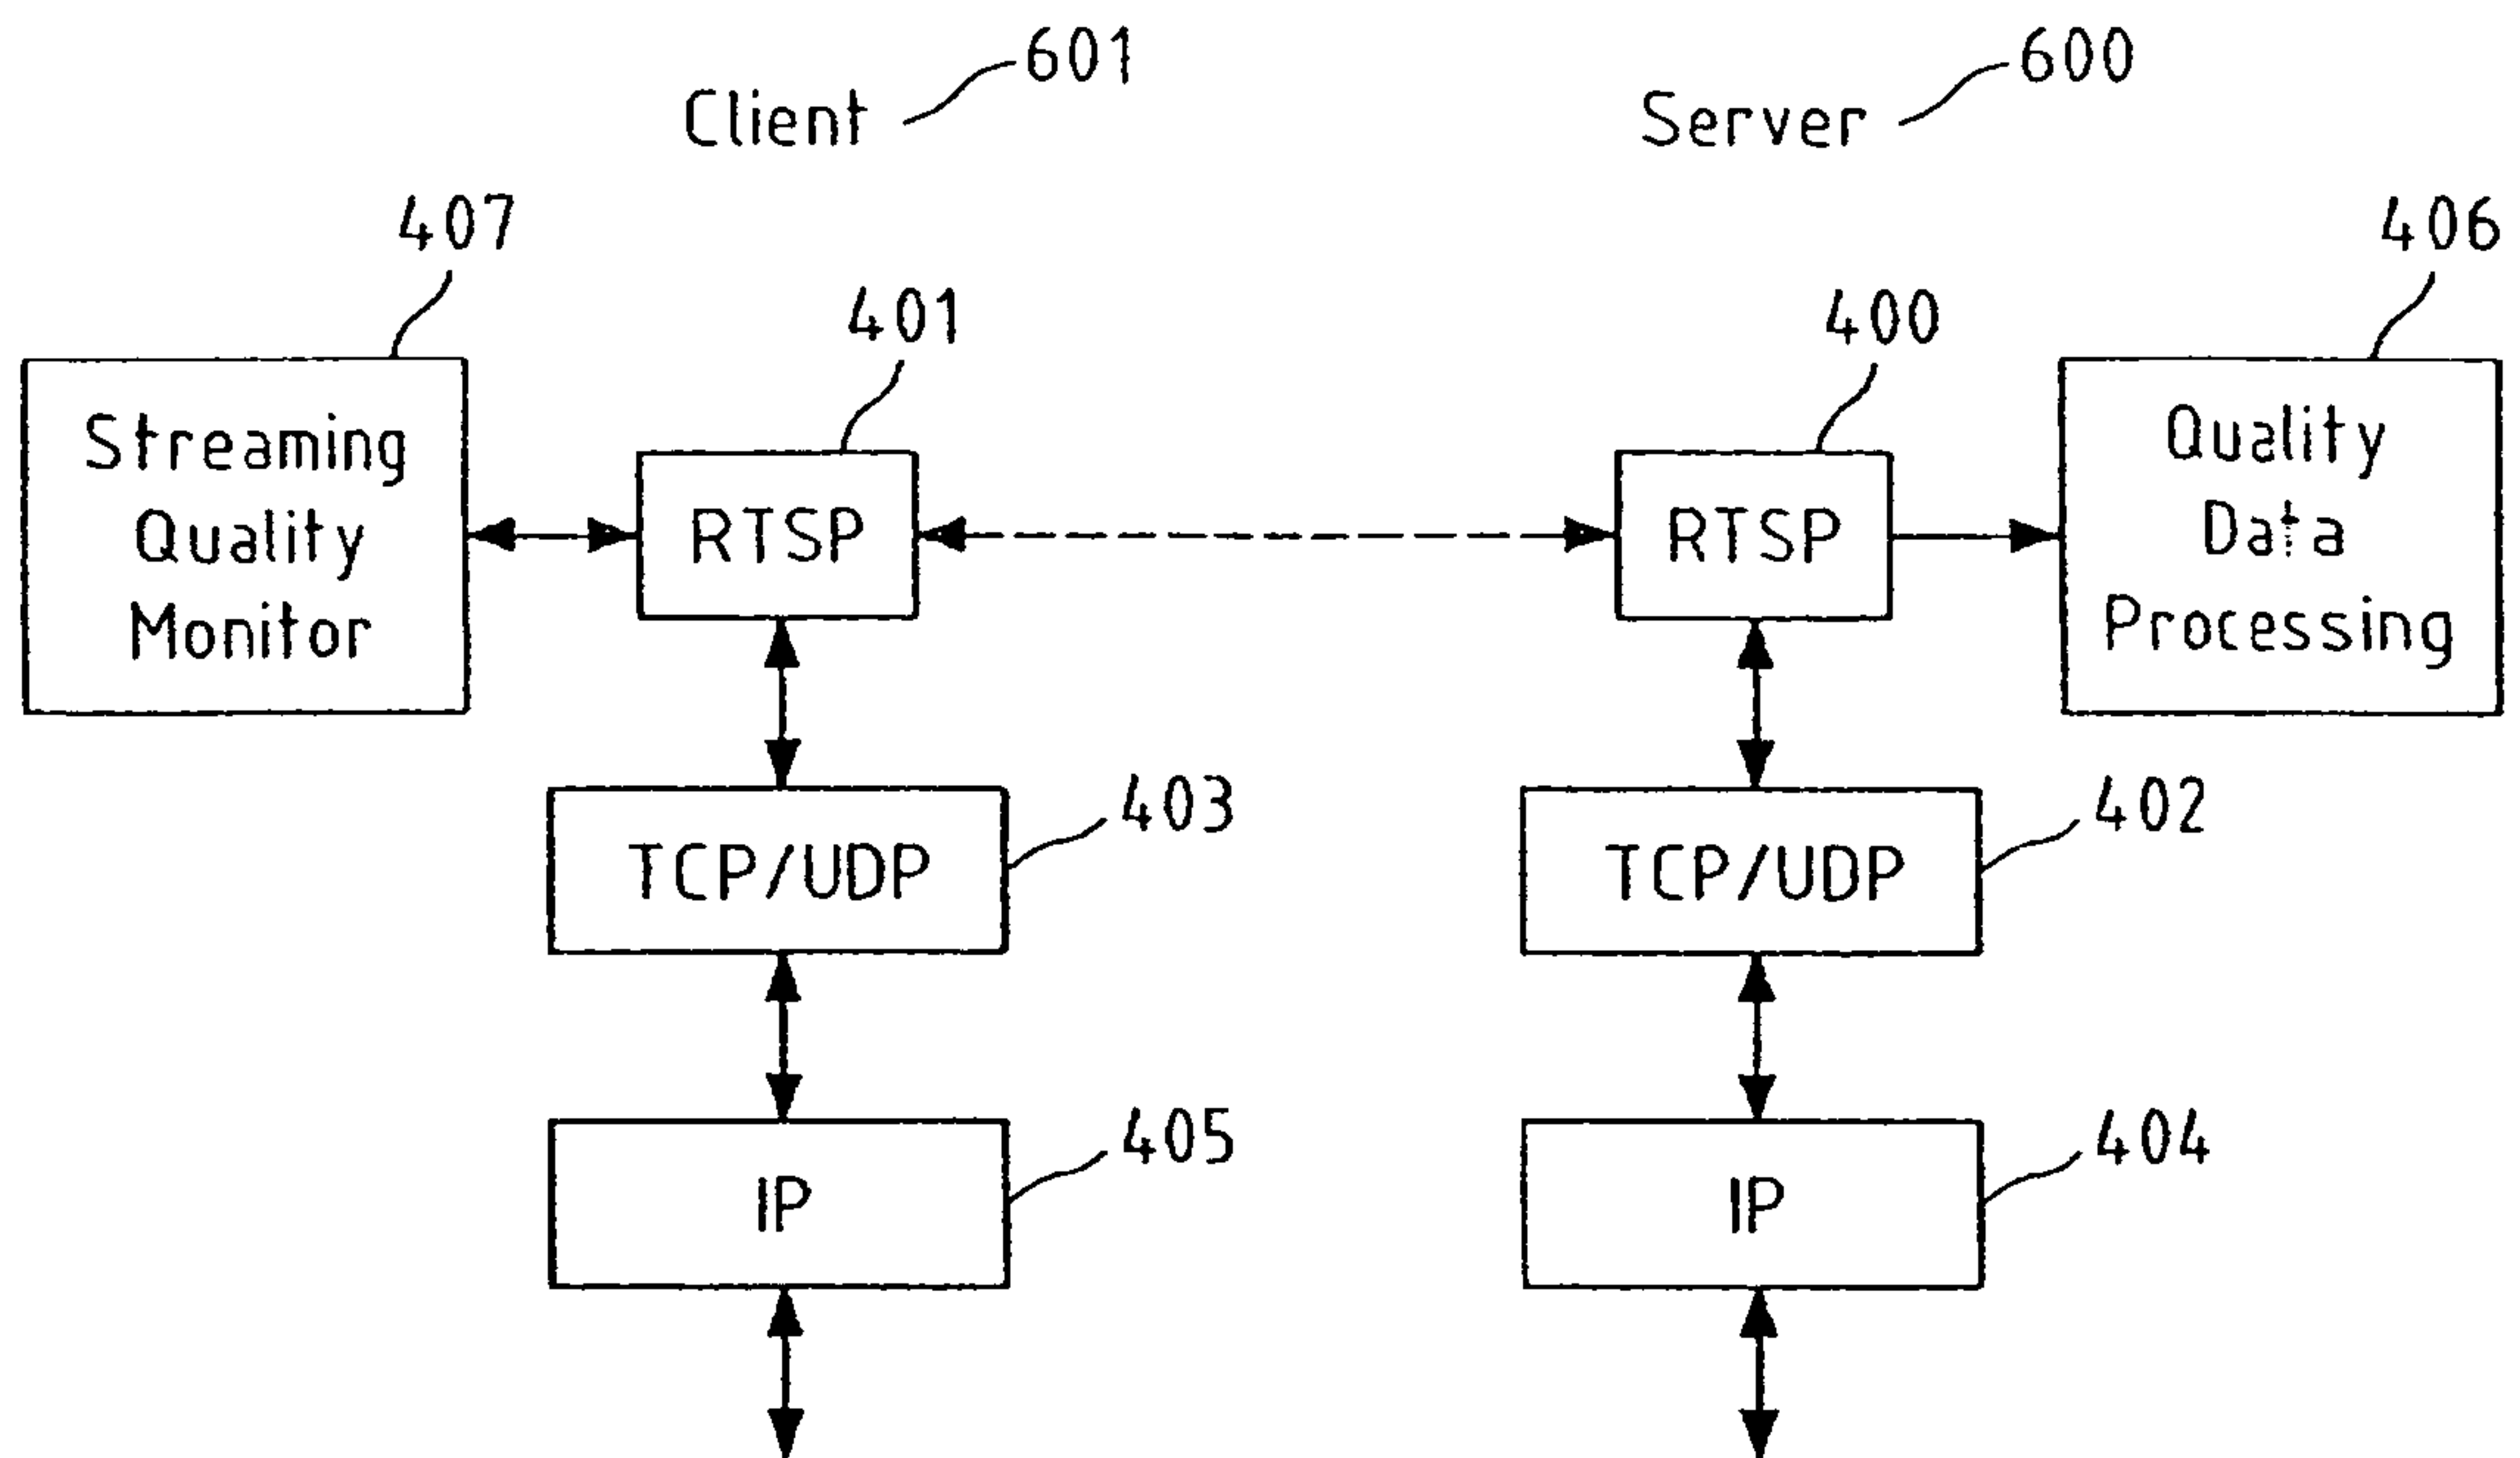 601
Client
600
Server
407
406
401
400
Streaming
Quality
Monitor
RTSP
RTSP
Quality
Data
Processing
403
TCP/UDP
402
TCP/UDP
405
IP
404
IP